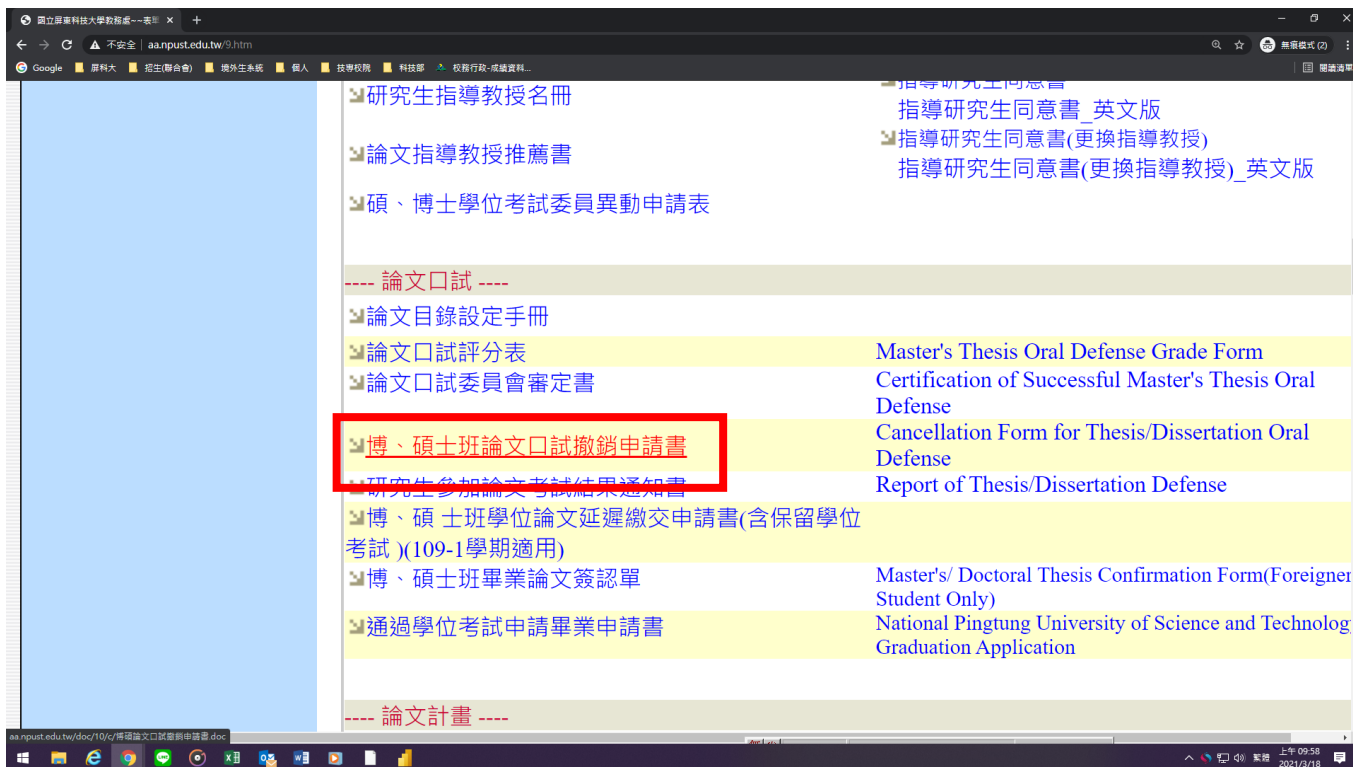 國立屏東科技大學教務處~~表單
不安全 | aa.npust.edu.tw/9.htm
無痕模式 (2)
Google 屏科大 招生(聯合會) 境外生系統 個人 技專校院 科技部 校務行政-成績資料...
閱讀清單
研究生指導教授名冊
指導研究生同意書
指導研究生同意書_英文版
論文指導教授推薦書
指導研究生同意書(更換指導教授)
指導研究生同意書(更換指導教授)_英文版
碩、博士學位考試委員異動申請表
---- 論文口試 ----
論文目錄設定手冊
論文口試評分表
Master's Thesis Oral Defense Grade Form
論文口試委員會審定書
Certification of Successful Master's Thesis Oral
Defense
博、碩士班論文口試撤銷申請書
Cancellation Form for Thesis/Dissertation Oral
Defense
研究生參加論文考試結果通知書
Report of Thesis/Dissertation Defense
博、碩 士班學位論文延遲繳交申請書(含保留學位
考試 )(109-1學期適用)
博、碩士班畢業論文簽認單
Master's/ Doctoral Thesis Confirmation Form(Foreigner
Student Only)
通過學位考試申請畢業申請書
National Pingtung University of Science and Technolog
Graduation Application
---- 論文計畫 ----
aa.npust.edu.tw/doc/10/c/博碩論文口試撤銷申請書.doc
繁體
上午 09:58
2021/3/18